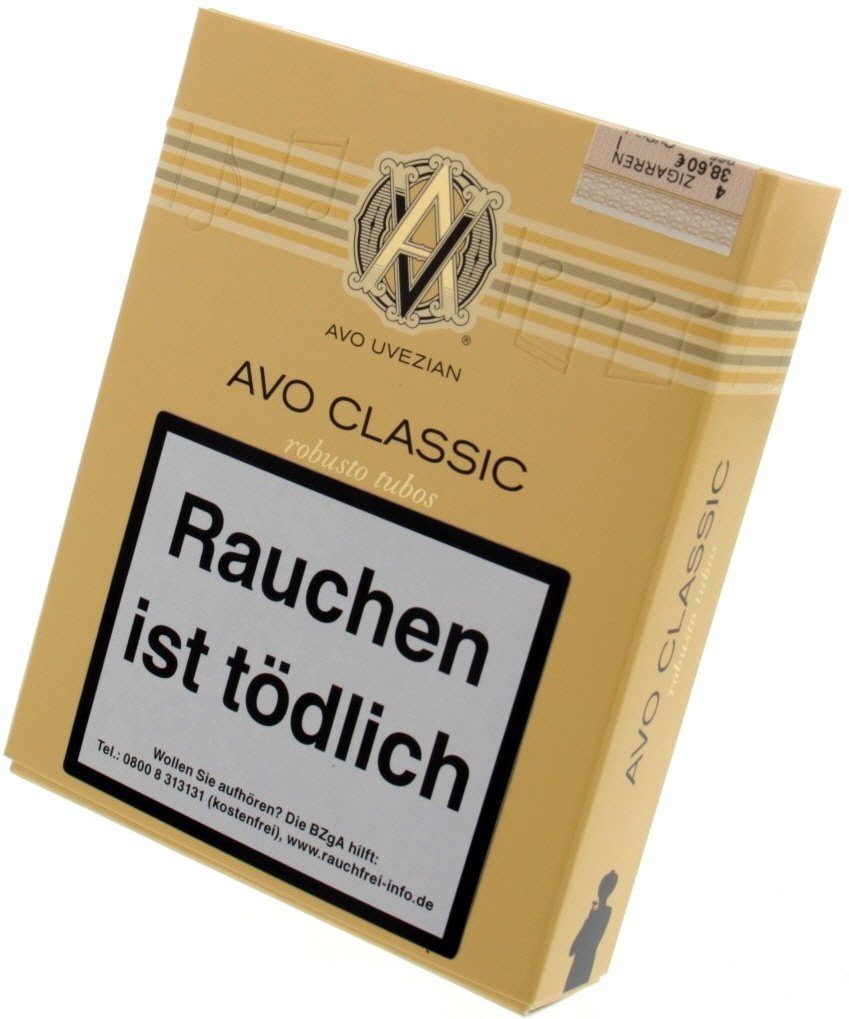 4
38,60 €
ZIGARREN
AVO UVEZIAN
®
AVO CLASSIC
robusto tubos
Rauchen
ist tödlich
Wollen Sie aufhören? Die BZgA hilft:
Tel.: 0800 8 313131 (kostenfrei), www.rauchfrei-info.de
AVO CLASSIC
robusto tubos